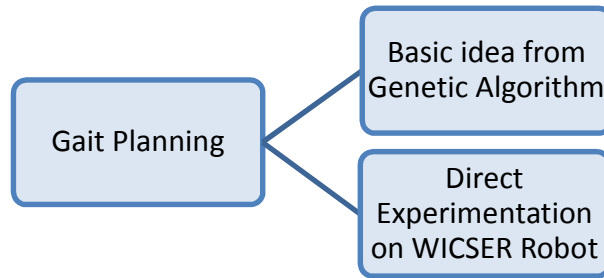 Basic idea from
Genetic Algorithm
Gait Planning
Direct
Experimentation
on WICSER Robot